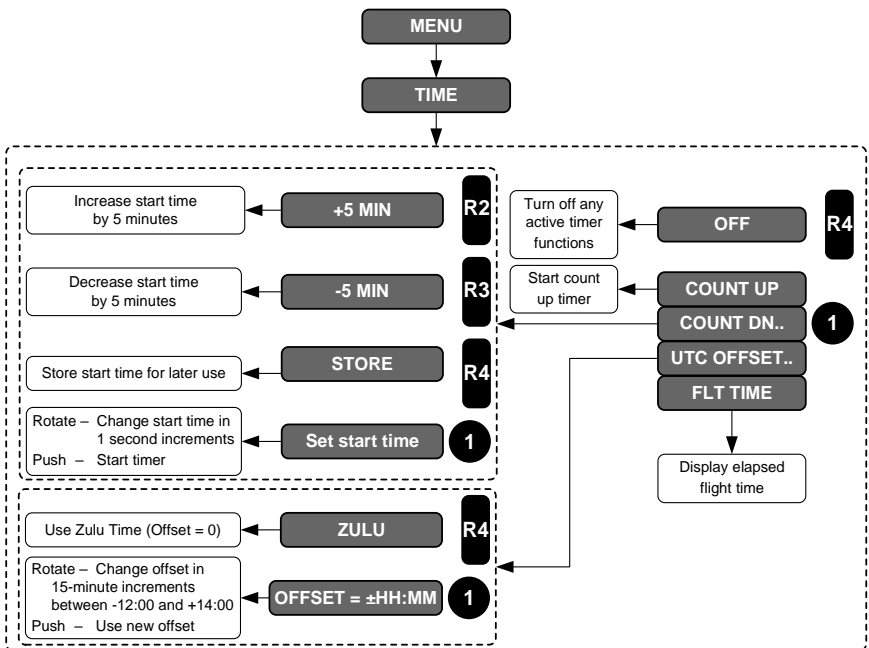 MENU
TIME
Increase start time
by 5 minutes
+5 MIN
R2
Decrease start time
by 5 minutes
-5 MIN
R3
Store start time for later use
STORE
R4
Rotate – Change start time in
1 second increments
Push – Start timer
Set start time
1
Turn off any
active timer
functions
OFF
R4
Start count
up timer
COUNT UP
COUNT DN..
1
UTC OFFSET..
FLT TIME
Display elapsed
flight time
Use Zulu Time (Offset = 0)
ZULU
R4
Rotate – Change offset in
15-minute increments
between -12:00 and +14:00
Push – Use new offset
OFFSET = ±HH:MM
1